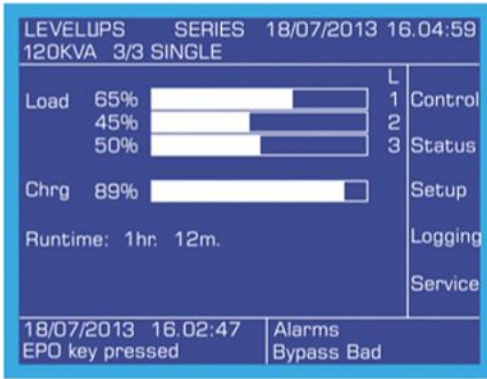 LEVELUPS SERIES 18/07/2013 16.04:59
120KVA 3/3 SINGLE
L
Load 65% 1 Control
45% 2
50% 3 Status
Chrg 89% Setup
Runtime: 1hr. 12m. Logging
Service
18/07/2013 16.02:47 Alarms
EPO key pressed Bypass Bad